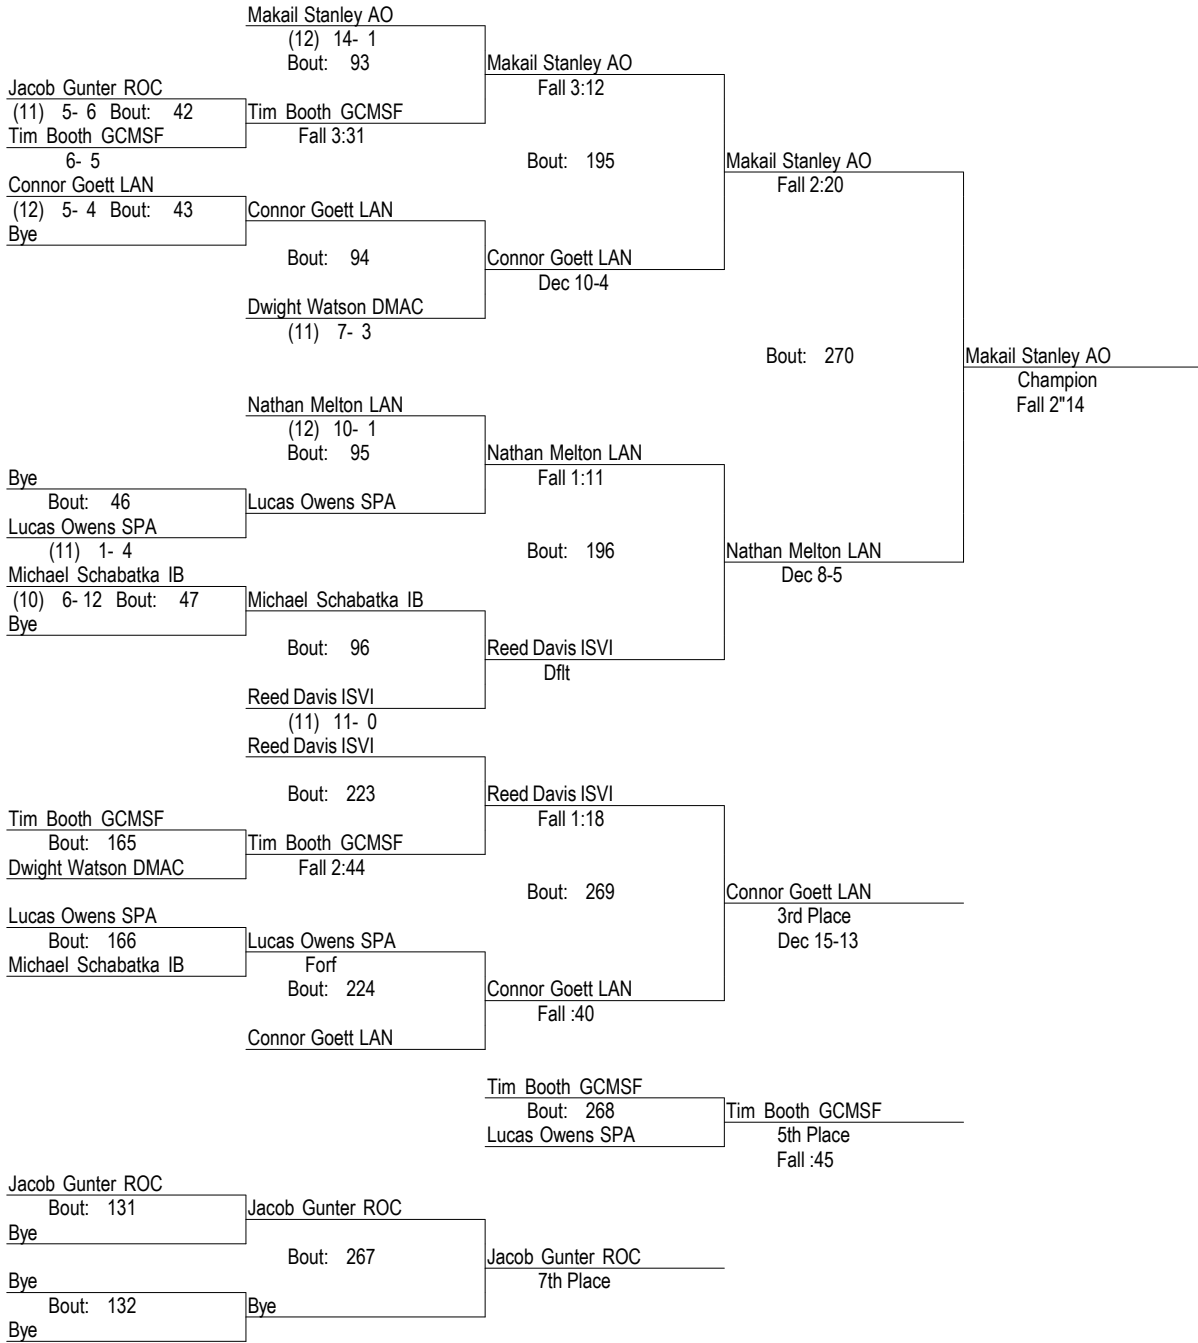 Makail Stanley AO
(12) 14- 1
Bout: 93
Makail Stanley AO
Fall 3:12
Jacob Gunter ROC
(11) 5- 6 Bout: 42
Tim Booth GCMSF
Fall 3:31
Tim Booth GCMSF
6- 5
Bout: 195
Makail Stanley AO
Fall 2:20
Connor Goett LAN
(12) 5- 4 Bout: 43
Connor Goett LAN
Bye
Bout: 94
Connor Goett LAN
Dec 10-4
Dwight Watson DMAC
(11) 7- 3
Bout: 270
Makail Stanley AO
Champion
Fall 2"14
Nathan Melton LAN
(12) 10- 1
Bout: 95
Nathan Melton LAN
Fall 1:11
Bye
Bout: 46
Lucas Owens SPA
Lucas Owens SPA
(11) 1- 4
Bout: 196
Nathan Melton LAN
Dec 8-5
Michael Schabatka IB
(10) 6- 12 Bout: 47
Michael Schabatka IB
Bye
Bout: 96
Reed Davis ISVI
Dflt
Reed Davis ISVI
(11) 11- 0
Reed Davis ISVI
Bout: 223
Reed Davis ISVI
Fall 1:18
Tim Booth GCMSF
Bout: 165
Tim Booth GCMSF
Fall 2:44
Dwight Watson DMAC
Bout: 269
Connor Goett LAN
3rd Place
Dec 15-13
Lucas Owens SPA
Bout: 166
Lucas Owens SPA
Forf
Michael Schabatka IB
Bout: 224
Connor Goett LAN
Fall :40
Connor Goett LAN
Tim Booth GCMSF
Bout: 268
Tim Booth GCMSF
5th Place
Fall :45
Lucas Owens SPA
Jacob Gunter ROC
Bout: 131
Jacob Gunter ROC
Bye
Bout: 267
Jacob Gunter ROC
7th Place
Bye
Bout: 132
Bye
Bye